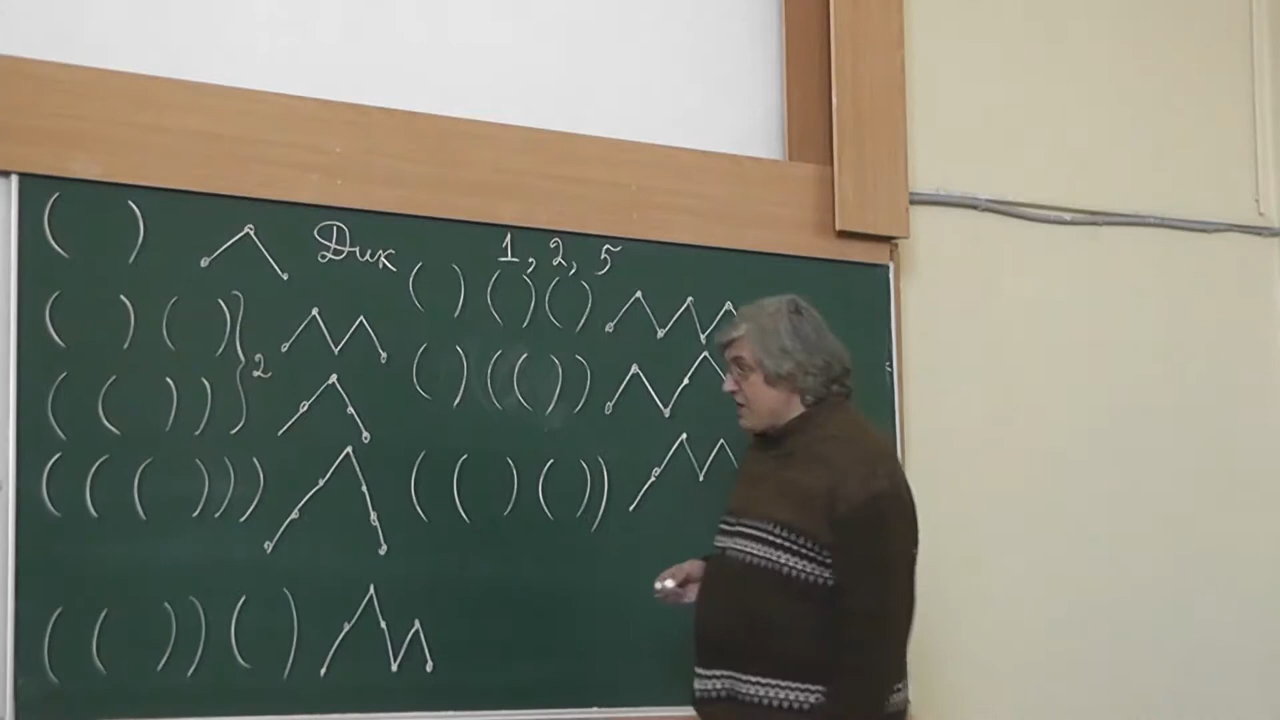 ( ) Дик 1, 2, 5
( ) ( ) } 2
( ( ) )
( ( ( ) ) )
( ( ) ) ( )
( ) ( ) ( )
( ) ( ( ) )
( ( ) ( ) )